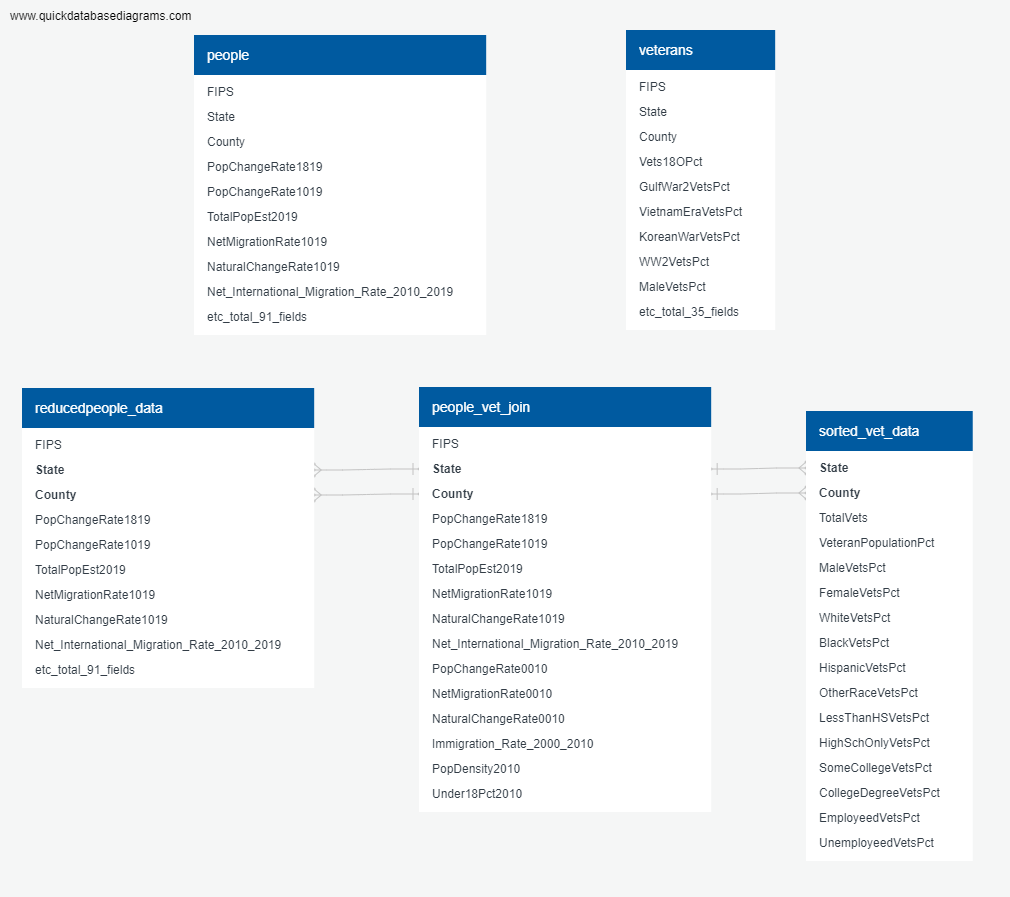 www.quickdatabasediagrams.com
people
FIPS
State
County
PopChangeRate1819
PopChangeRate1019
TotalPopEst2019
NetMigrationRate1019
NaturalChangeRate1019
Net_International_Migration_Rate_2010_2019
etc_total_91_fields
veterans
FIPS
State
County
Vets18OPct
GulfWar2VetsPct
VietnamEraVetsPct
KoreanWarVetsPct
WW2VetsPct
MaleVetsPct
etc_total_35_fields
reducedpeople_data
FIPS
State
County
PopChangeRate1819
PopChangeRate1019
TotalPopEst2019
NetMigrationRate1019
NaturalChangeRate1019
Net_International_Migration_Rate_2010_2019
etc_total_91_fields
people_vet_join
FIPS
State
County
PopChangeRate1819
PopChangeRate1019
TotalPopEst2019
NetMigrationRate1019
NaturalChangeRate1019
Net_International_Migration_Rate_2010_2019
PopChangeRate0010
NetMigrationRate0010
NaturalChangeRate0010
Immigration_Rate_2000_2010
PopDensity2010
Under18Pct2010
sorted_vet_data
State
County
TotalVets
VeteranPopulationPct
MaleVetsPct
FemaleVetsPct
WhiteVetsPct
BlackVetsPct
HispanicVetsPct
OtherRaceVetsPct
LessThanHSVetsPct
HighSchOnlyVetsPct
SomeCollegeVetsPct
CollegeDegreeVetsPct
EmployeedVetsPct
UnemployeedVetsPct